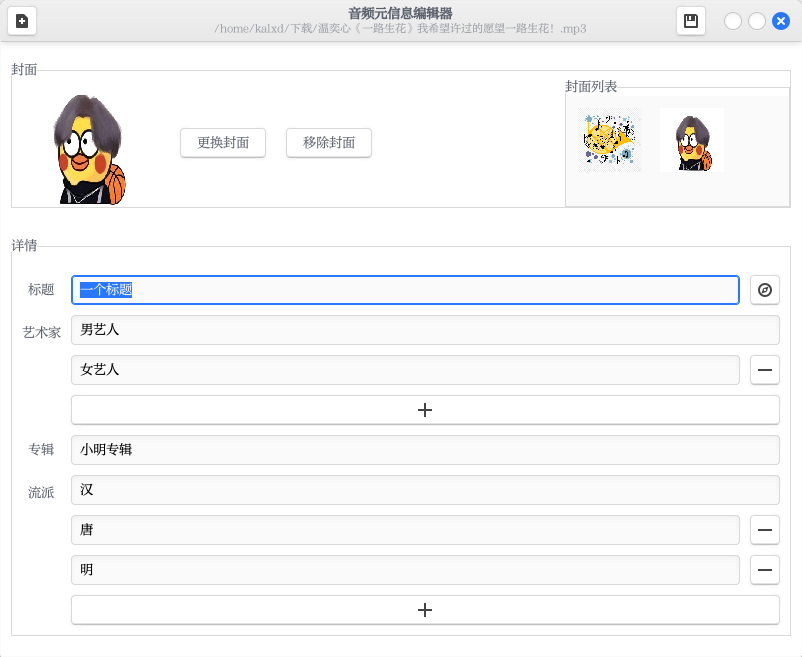 音频元信息编辑器
/home/kalxd/下载/温奕心《一路生花》我希望许过的愿望一路生花！.mp3
封面
更换封面
移除封面
封面列表
详情
标题
一个标题
艺术家
男艺人
女艺人
专辑
小明专辑
流派
汉
唐
明